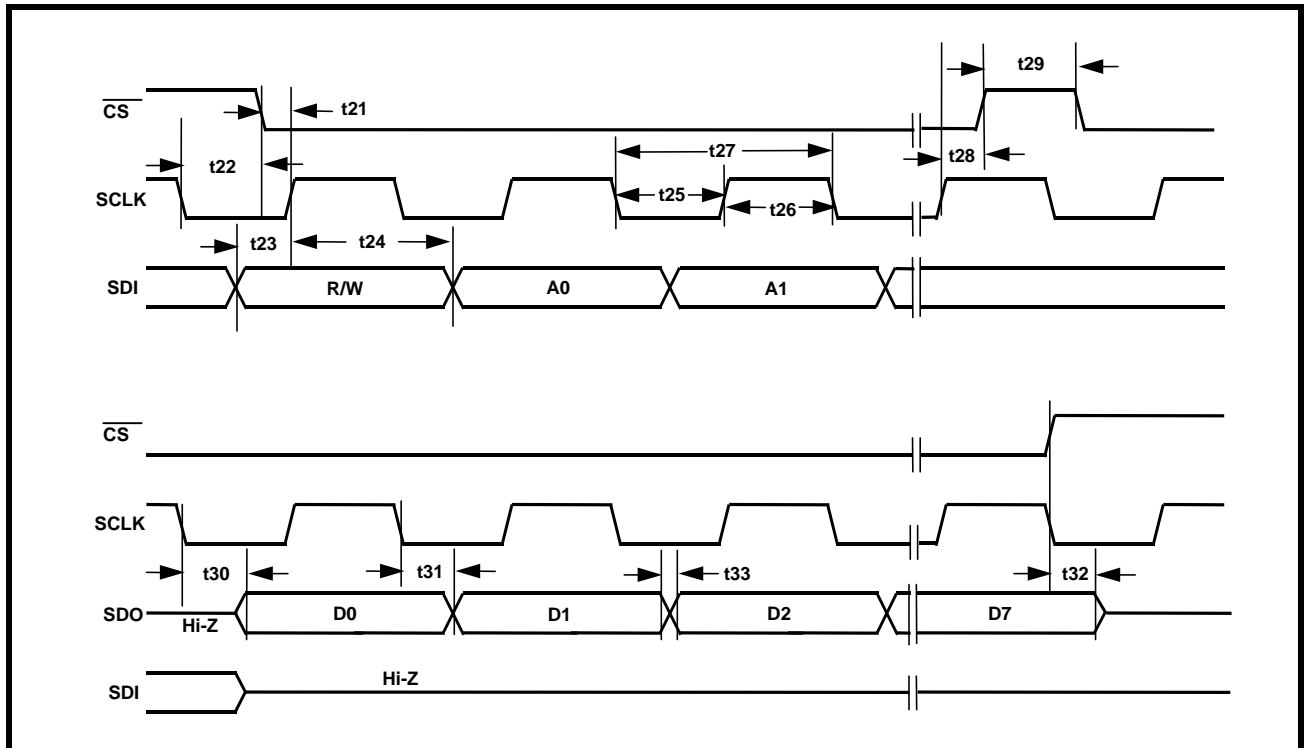 t29
CS
t21
t22
t27
t28
SCLK
t25
t26
t23
t24
SDI
R/W
A0
A1
CS
SCLK
t30
t31
t33
t32
SDO
Hi-Z
D0
D1
D2
D7
SDI
Hi-Z